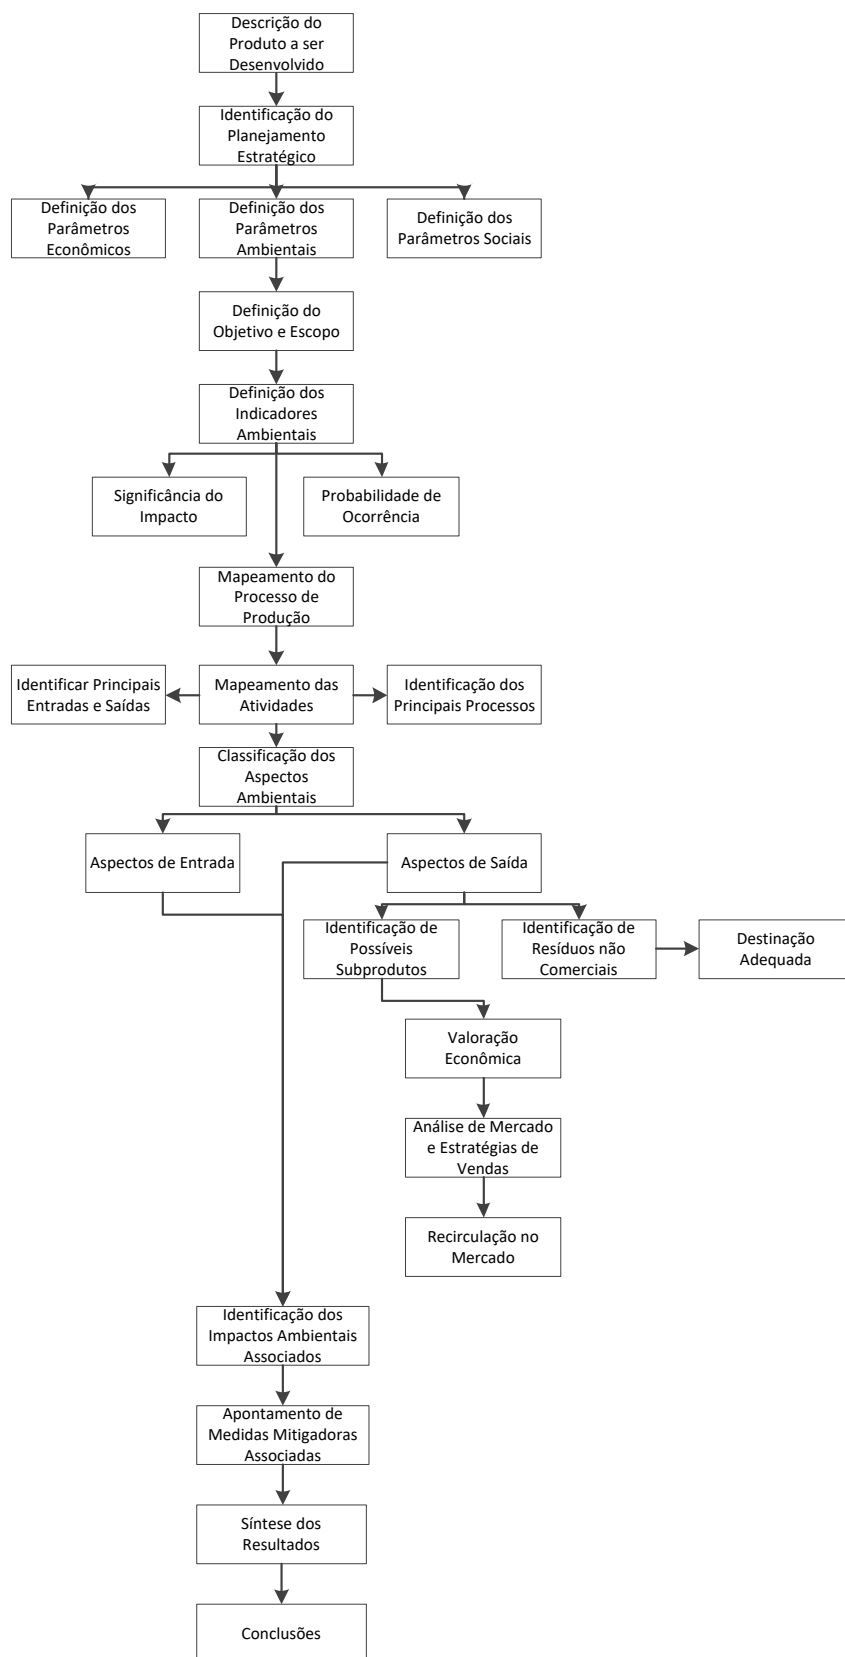 Descrição do
Produto a ser
Desenvolvido
Identificação do
Planejamento
Estratégico
Definição dos
Parâmetros
Econômicos
Definição dos
Parâmetros
Ambientais
Definição dos
Parâmetros Sociais
Definição do
Objetivo e Escopo
Definição dos
Indicadores
Ambientais
Significância do
Impacto
Probabilidade de
Ocorrência
Mapeamento do
Processo de
Produção
Identificar Principais
Entradas e Saídas
Mapeamento das
Atividades
Identificação dos
Principais Processos
Classificação dos
Aspectos
Ambientais
Aspectos de Entrada
Aspectos de Saída
Identificação de
Possíveis
Subprodutos
Identificação de
Resíduos não
Comerciais
Destinação
Adequada
Valoração
Econômica
Análise de Mercado
e Estratégias de
Vendas
Recirculação no
Mercado
Identificação dos
Impactos Ambientais
Associados
Apontamento de
Medidas Mitigadoras
Associadas
Síntese dos
Resultados
Conclusões